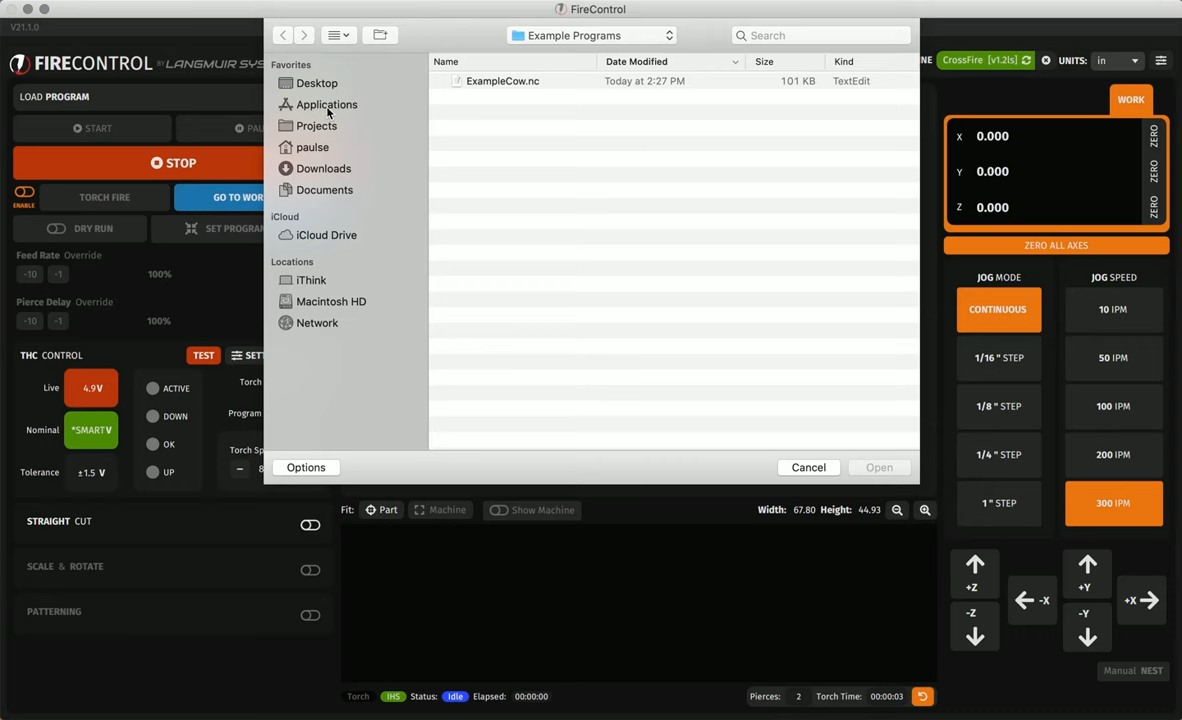 FireControl
V21.1.0
FIRECONTROL BY LANGMUIR SYS
NE CrossFire [v1.2ls] UNITS: in
Example Programs
Search
Favorites
Desktop
Applications
Projects
paulse
Downloads
Documents
iCloud
iCloud Drive
Locations
iThink
Macintosh HD
Network
Name Date Modified Size Kind
ExampleCow.nc Today at 2:27 PM 101 KB TextEdit
Options Cancel Open
LOAD PROGRAM
START PAU
STOP
ENABLE TORCH FIRE GO TO WOR
DRY RUN SET PROGRAM
Feed Rate Override
-10 -1 100%
Pierce Delay Override
-10 -1 100%
THC CONTROL TEST SETT
Live 4.9V ACTIVE Torch
DOWN Program
Nominal *SMARTV OK
Torch Sp
Tolerance ±1.5 V UP − 8
STRAIGHT CUT
SCALE & ROTATE
PATTERNING
Fit: Part Machine Show Machine Width: 67.80 Height: 44.93
Torch IHS Status: Idle Elapsed: 00:00:00 Pierces: 2 Torch Time: 00:00:03
WORK
X 0.000 ZERO
Y 0.000 ZERO
Z 0.000 ZERO
ZERO ALL AXES
JOG MODE JOG SPEED
CONTINUOUS 10 IPM
1/16 " STEP 50 IPM
1/8 " STEP 100 IPM
1/4 " STEP 200 IPM
1 " STEP 300 IPM
+Z +Y
-X +X
-Z -Y
Manual NEST